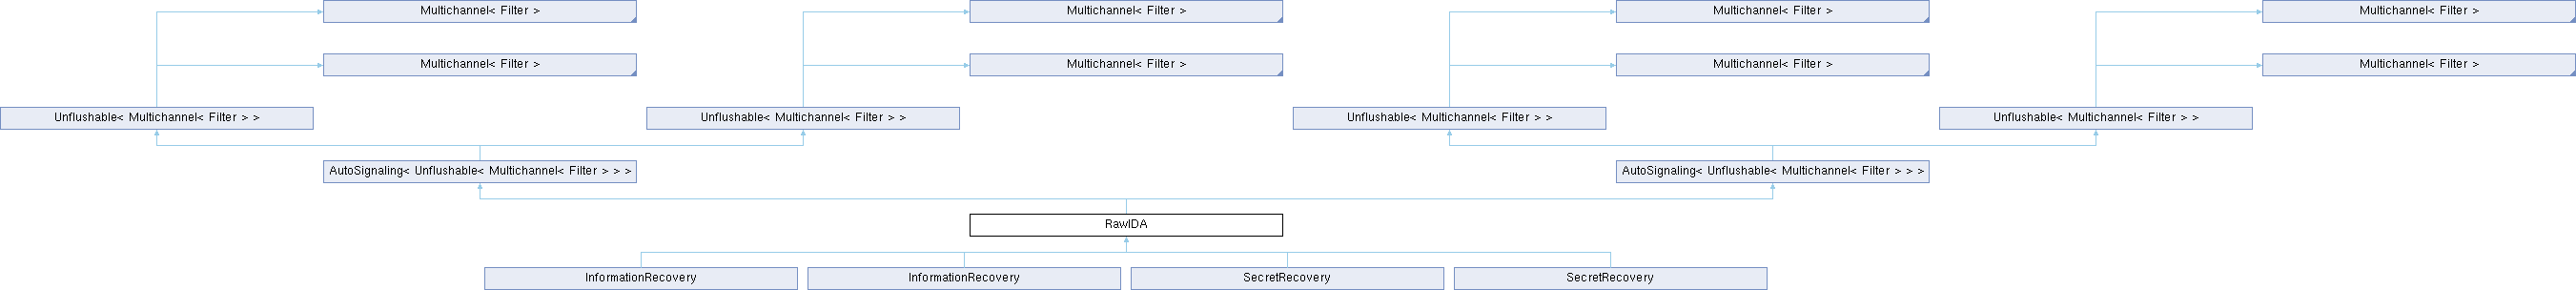 Multichannel< Filter >
Multichannel< Filter >
Multichannel< Filter >
Multichannel< Filter >
Multichannel< Filter >
Multichannel< Filter >
Multichannel< Filter >
Multichannel< Filter >
Unflushable< Multichannel< Filter > >
Unflushable< Multichannel< Filter > >
Unflushable< Multichannel< Filter > >
Unflushable< Multichannel< Filter > >
AutoSignaling< Unflushable< Multichannel< Filter > > >
AutoSignaling< Unflushable< Multichannel< Filter > > >
RawIDA
InformationRecovery
InformationRecovery
SecretRecovery
SecretRecovery